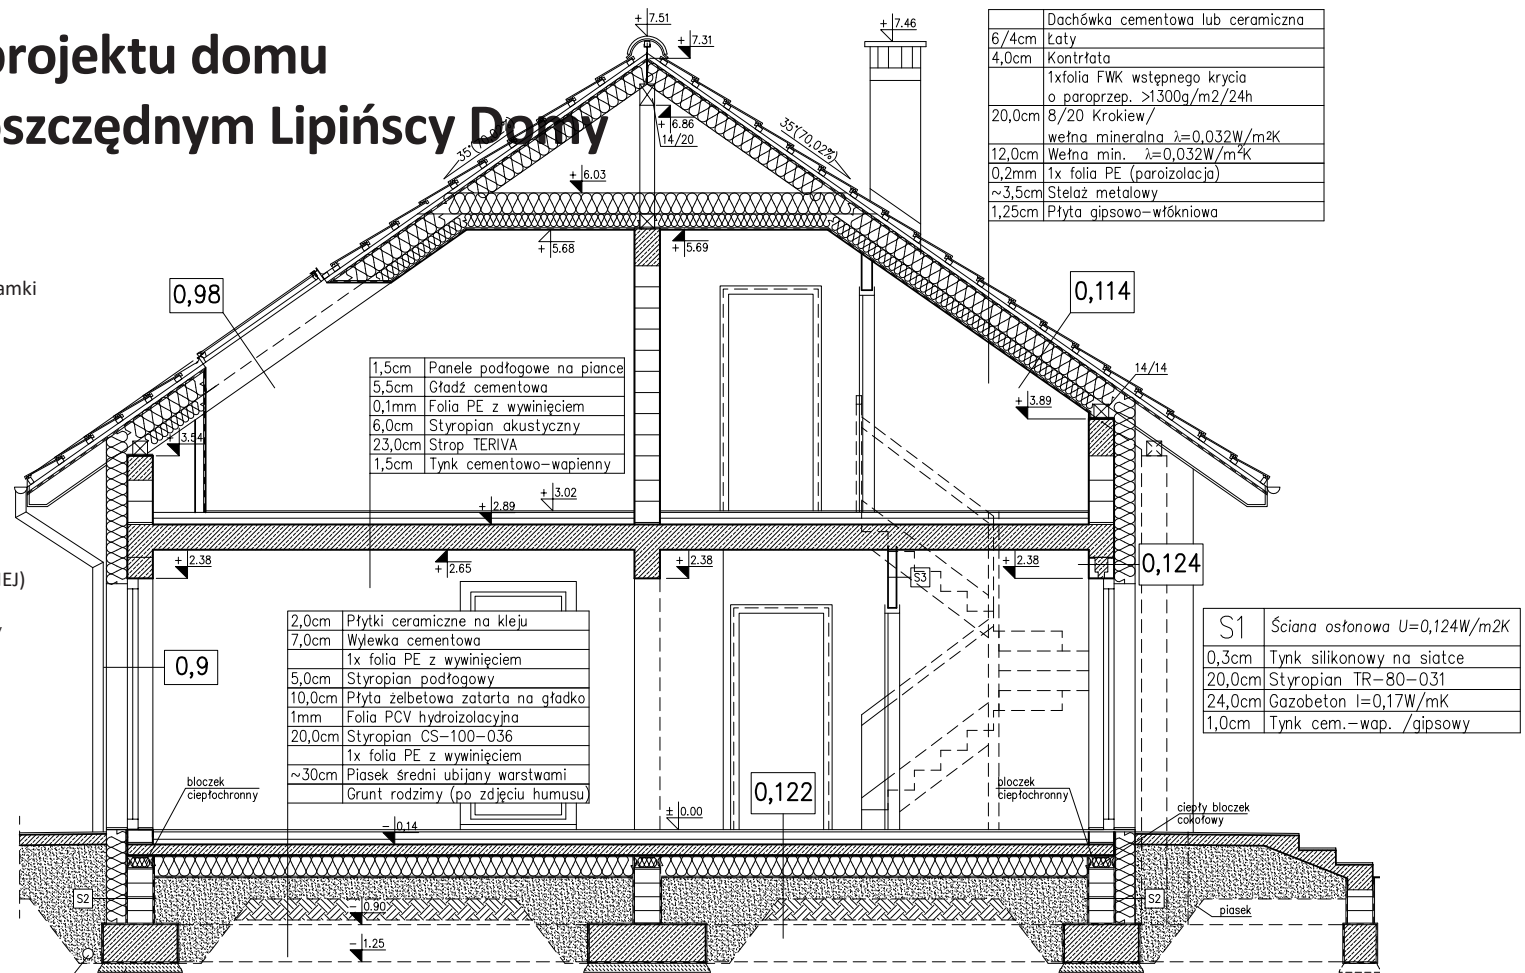 projektu domu
oszczędnym Lipińscy Domy
amki
IEJ)
+ 7.51
+ 7.31
+ 7.46
+ 6.86
14/20
35°(70.02%)
+ 6.03
+ 5.68
+ 5.69
Dachówka cementowa lub ceramiczna
6/4cm Łaty
4,0cm Kontrłata
1xfolia FWK wstępnego krycia
o paroprzep. >1300g/m2/24h
20,0cm 8/20 Krokiew/
wełna mineralna λ=0,032W/m²K
12,0cm Wełna min. λ=0,032W/m²K
0,2mm 1x folia PE (paroizolacja)
~3,5cm Stelaż metalowy
1,25cm Płyta gipsowo-włókniowa
0,98
0,114
14/14
+ 3.89
+ 3.54
1,5cm Panele podłogowe na piance
5,5cm Gładź cementowa
0,1mm Folia PE z wywinięciem
6,0cm Styropian akustyczny
23,0cm Strop TERIVA
1,5cm Tynk cementowo-wapienny
+ 3.02
+ 2.89
+ 2.38
+ 2.65
+ 2.38
+ 2.38
S3
0,124
0,9
2,0cm Płytki ceramiczne na kleju
7,0cm Wylewka cementowa
1x folia PE z wywinięciem
5,0cm Styropian podłogowy
10,0cm Płyta żelbetowa zatarta na gładko
1mm Folia PCV hydroizolacyjna
20,0cm Styropian CS-100-036
1x folia PE z wywinięciem
~30cm Piasek średni ubijany warstwami
Grunt rodzimy (po zdjęciu humusu)
S1 Ściana osłonowa U=0,124W/m2K
0,3cm Tynk silikonowy na siatce
20,0cm Styropian TR-80-031
24,0cm Gazobeton l=0,17W/mK
1,0cm Tynk cem.-wap. /gipsowy
bloczek
ciepłochronny
0,122
bloczek
ciepłochronny
ciepły bloczek
cokołowy
± 0.00
- 0,14
S2
S2
- 0.90
piasek
- 1.25